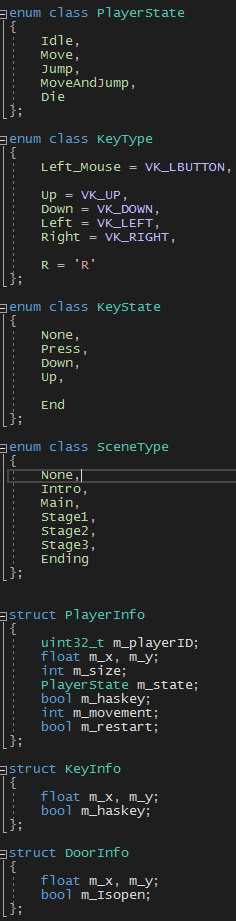 enum class PlayerState
{
    Idle,
    Move,
    Jump,
    MoveAndJump,
    Die
};
enum class KeyType
{
    Left_Mouse = VK_LBUTTON,
    Up = VK_UP,
    Down = VK_DOWN,
    Left = VK_LEFT,
    Right = VK_RIGHT,
    R = 'R'
};
enum class KeyState
{
    None,
    Press,
    Down,
    Up,
    End
};
enum class SceneType
{
    None,
    Intro,
    Main,
    Stage1,
    Stage2,
    Stage3,
    Ending
};
struct PlayerInfo
{
    uint32_t m_playerID;
    float m_x, m_y;
    int m_size;
    PlayerState m_state;
    bool m_haskey;
    int m_movement;
    bool m_restart;
};
struct KeyInfo
{
    float m_x, m_y;
    bool m_haskey;
};
struct DoorInfo
{
    float m_x, m_y;
    bool m_Isopen;
};